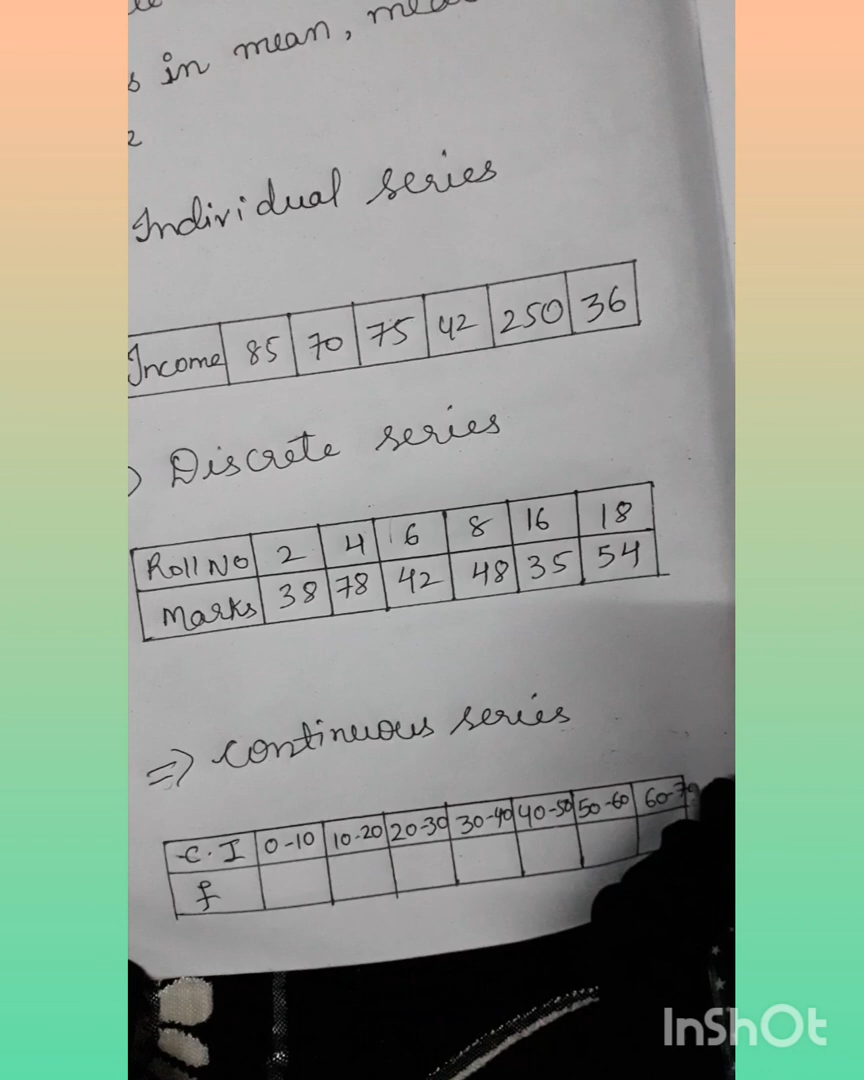 s in mean,
2
Individual series
Income 85 70 75 42 250 36
) Discrete series
Roll No 2 4 6 8 16 18
Marks 38 78 42 48 35 54
=> continuous series
C.I 0-10 10-20 20-30 30-40 40-50 50-60 60-70
f
InShOt